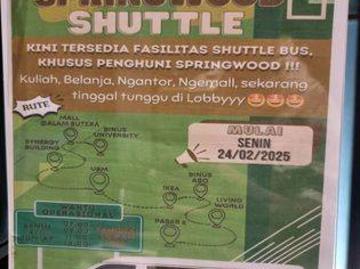 SPRINGWOOD
SHUTTLE
KINI TERSEDIA FASILITAS SHUTTLE BUS,
KHUSUS PENGHUNI SPRINGWOOD !!!
Kuliah, Belanja, Ngantor, Ngemall, sekarang
tinggal tunggu di Lobbyyy
RUTE
MALL
@ALAM SUTERA
BINUS
UNIVERSITY
SYNERGY
BUILDING
UBM
BINUS
ASO
IKEA
LIVING
WORLD
PASAR 8
MULAI
SENIN
24/02/2025
WAKTU
OPERASIONAL